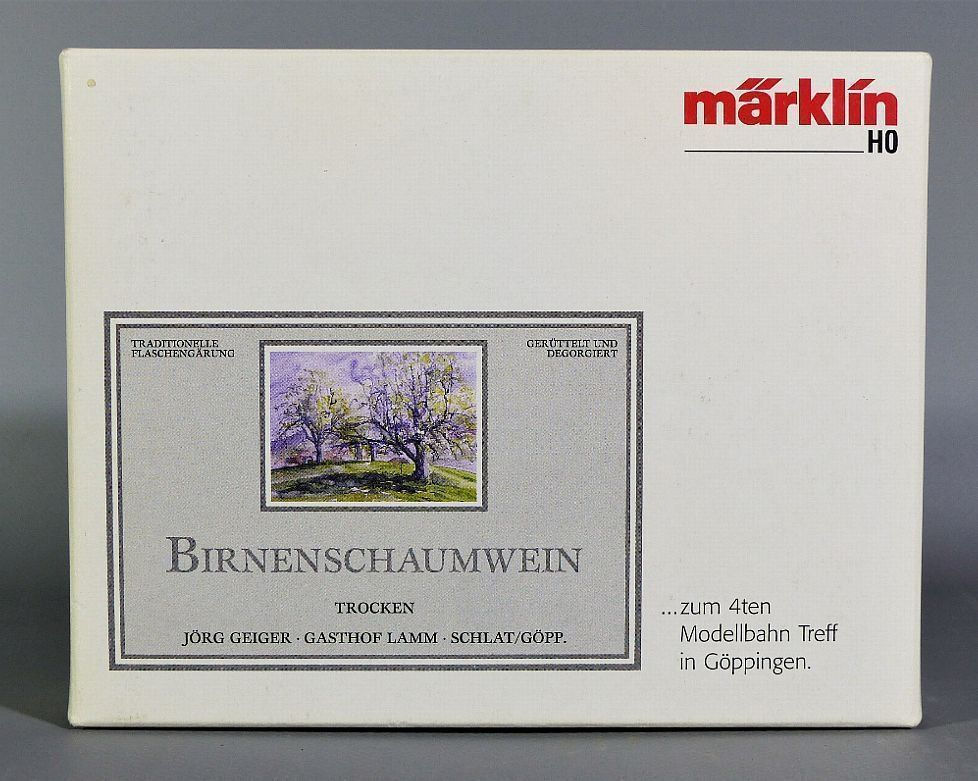 märklin
H0
TRADITIONELLE
FLASCHENGÄRUNG
GERÜTTELT UND
DEGORGIERT
BIRNENSCHAUMWEIN
TROCKEN
JÖRG GEIGER · GASTHOF LAMM · SCHLAT/GÖPP.
...zum 4ten
Modellbahn Treff
in Göppingen.